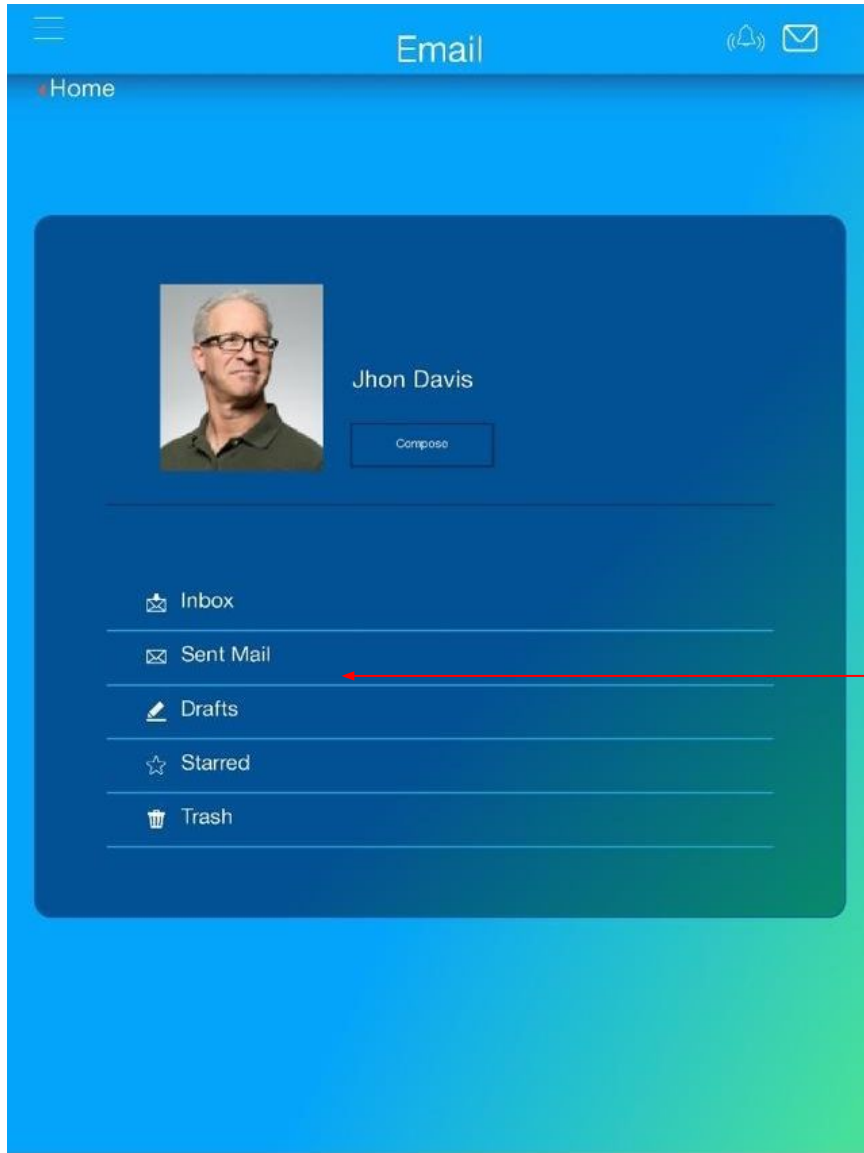 Email
Home
Jhon Davis
Compose
Inbox
Sent Mail
Drafts
Starred
Trash